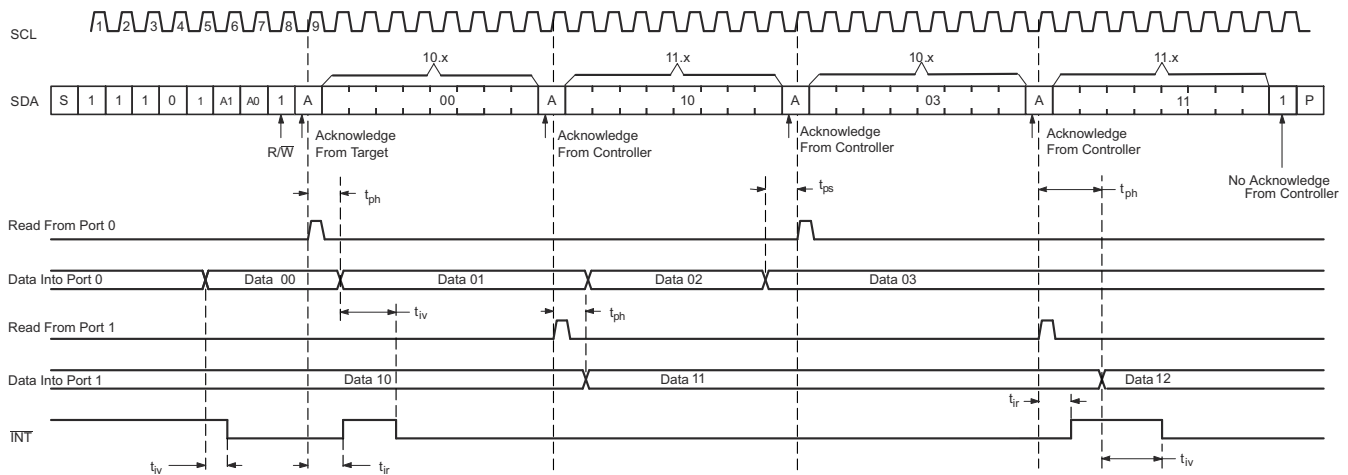 SCL
1 2 3 4 5 6 7 8 9
10.x 11.x 10.x 11.x
SDA S 1 1 1 0 1 A1 A0 1 A 00 A 10 A 03 A 11 1 P
R/W̅
Acknowledge
From Target
Acknowledge
From Controller
Acknowledge
From Controller
Acknowledge
From Controller
No Acknowledge
From Controller
tph
tps
tph
Read From Port 0
Data Into Port 0 Data 00 Data 01 Data 02 Data 03
tiv
tph
Read From Port 1
Data Into Port 1 Data 10 Data 11 Data 12
tir
I̅N̅T̅
tiv
tir
tiv